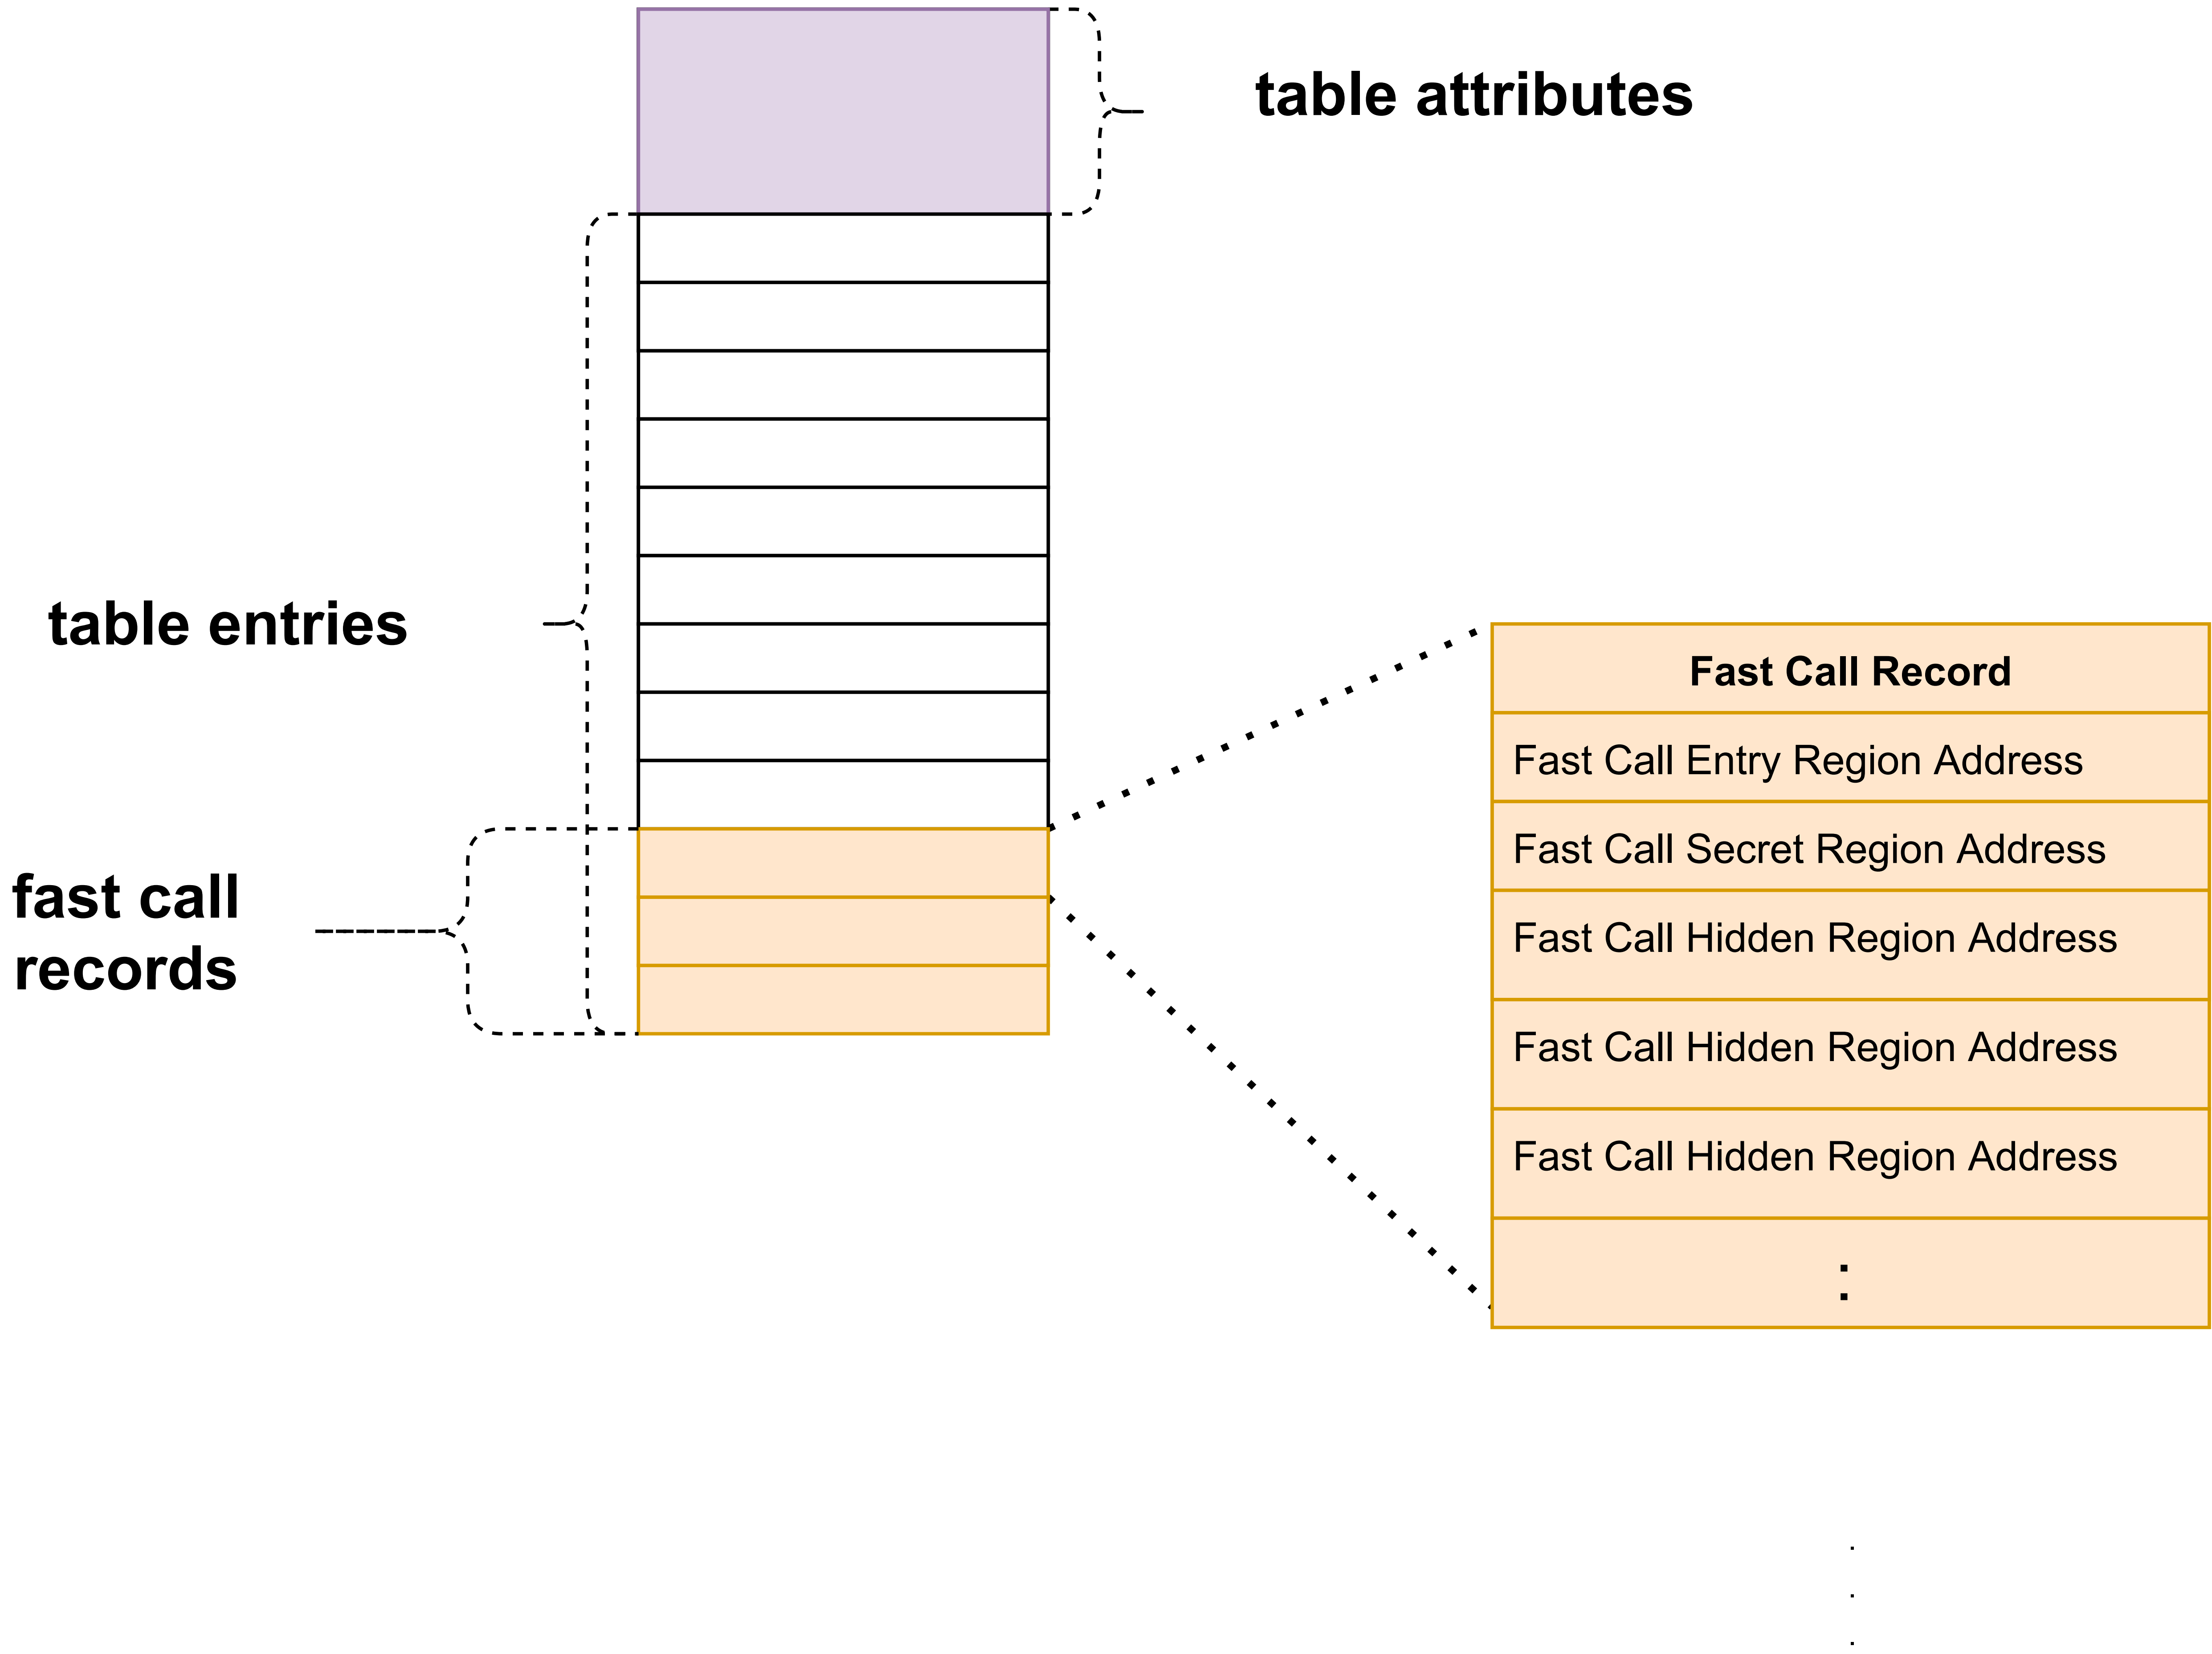 table attributes
table entries
fast call
records
Fast Call Record
Fast Call Entry Region Address
Fast Call Secret Region Address
Fast Call Hidden Region Address
Fast Call Hidden Region Address
Fast Call Hidden Region Address
:
.
.
.